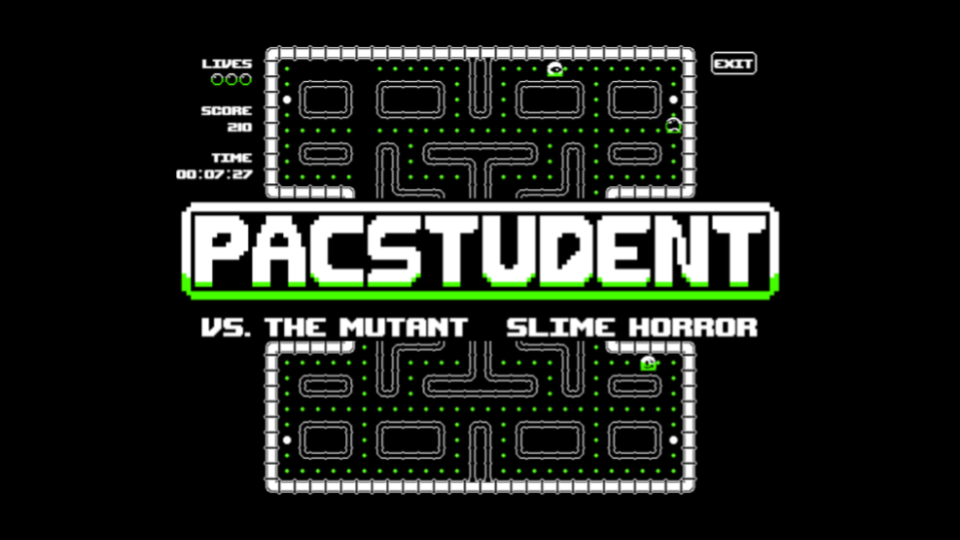 LIVES
EXIT
SCORE
210
TIME
00:07:27
PACSTUDENT
VS. THE MUTANT SLIME HORROR